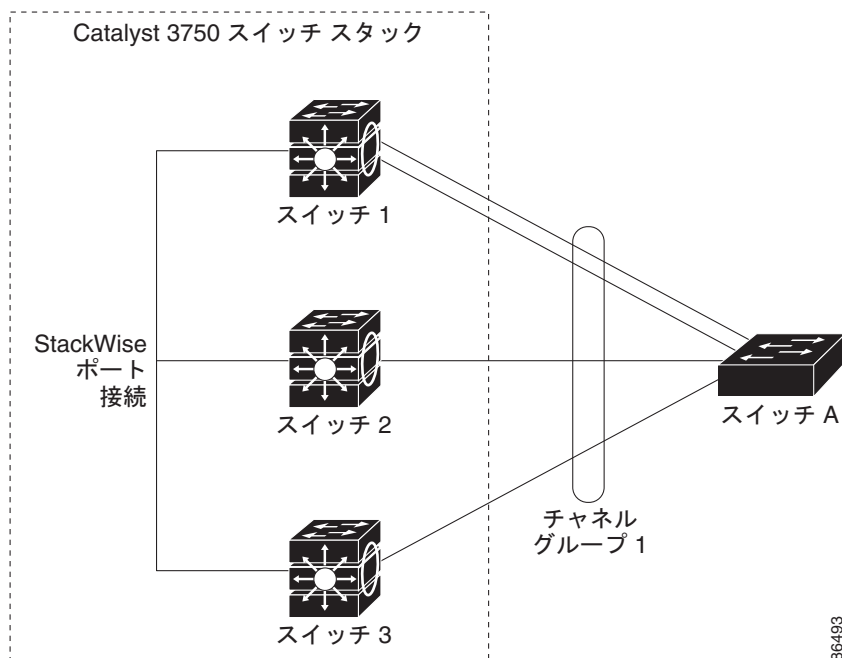 Catalyst 3750 スイッチ スタック
スイッチ 1
StackWise
ポート
接続
スイッチ 2
スイッチ A
チャネル
グループ 1
スイッチ 3
86493